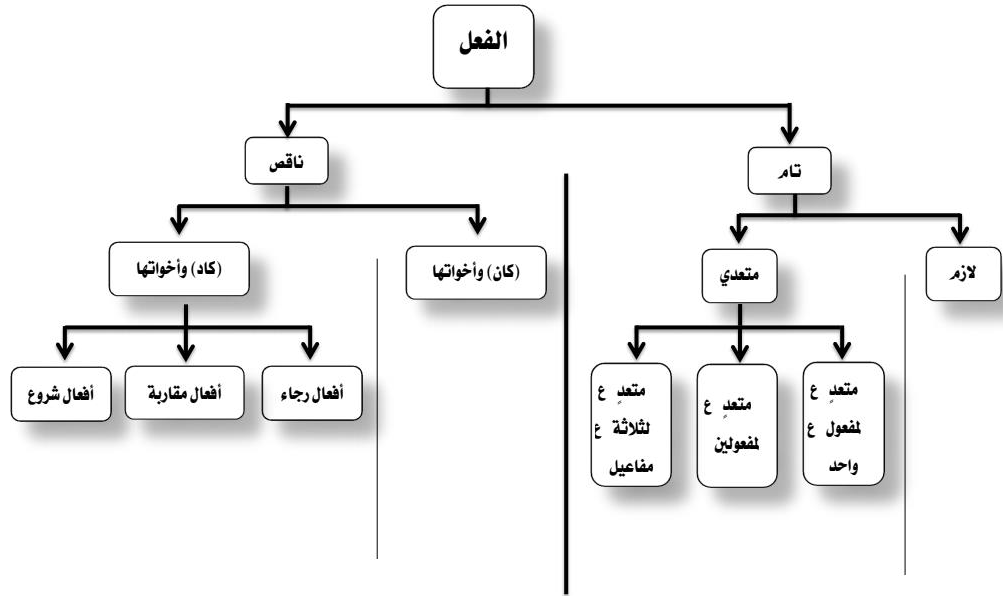 الفعل
تام
ناقص
لازم
متعدي
(كان) وأخواتها
(كاد) وأخواتها
متعدٍ ع
لمفعول ع
واحد
متعدٍ ع
لمفعولين
متعدٍ ع
لثلاثة ع
مفاعيل
أفعال رجاء
أفعال مقاربة
أفعال شروع